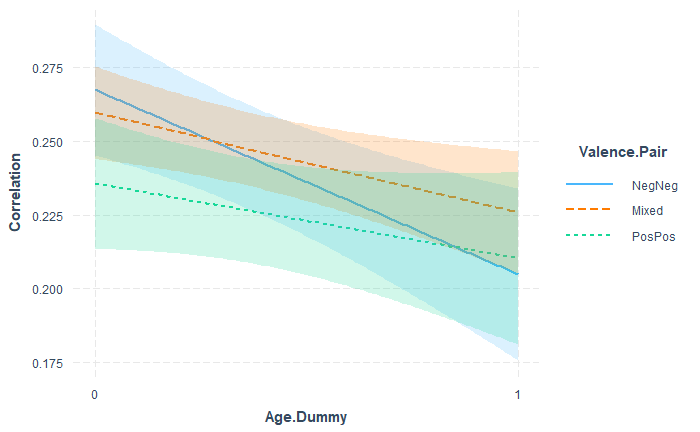 0.275
0.250
0.225
0.200
0.175
Correlation
0
1
Age.Dummy
Valence.Pair
NegNeg
Mixed
PosPos